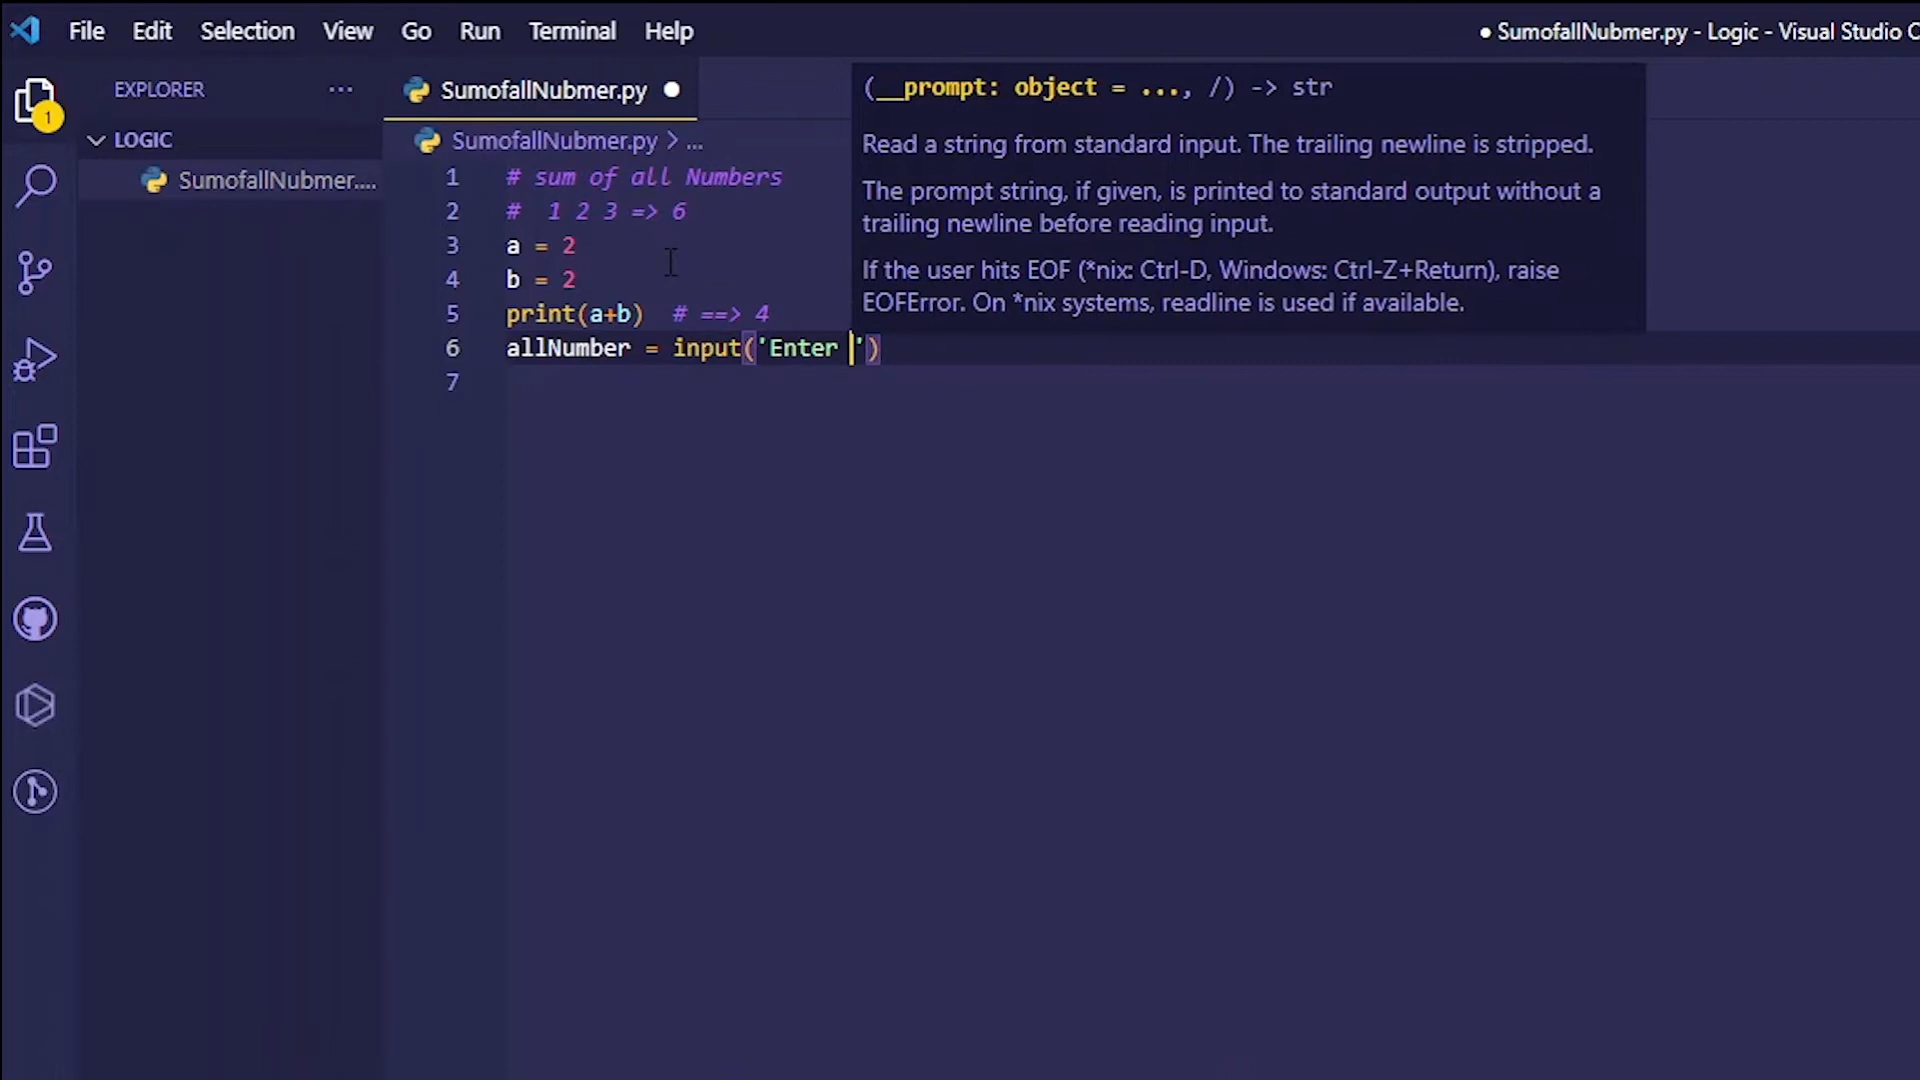 File Edit Selection View Go Run Terminal Help
● SumofallNubmer.py - Logic - Visual Studio C
1
EXPLORER ...
LOGIC
SumofallNubmer....
SumofallNubmer.py ●
SumofallNubmer.py > ...
1 # sum of all Numbers
2 #  1 2 3 => 6
3 a = 2
4 b = 2
5 print(a+b)  # ==> 4
6 allNumber = input('Enter ')
7
(__prompt: object = ..., /) -> str
Read a string from standard input. The trailing newline is stripped.
The prompt string, if given, is printed to standard output without a
trailing newline before reading input.
If the user hits EOF (*nix: Ctrl-D, Windows: Ctrl-Z+Return), raise
EOFError. On *nix systems, readline is used if available.